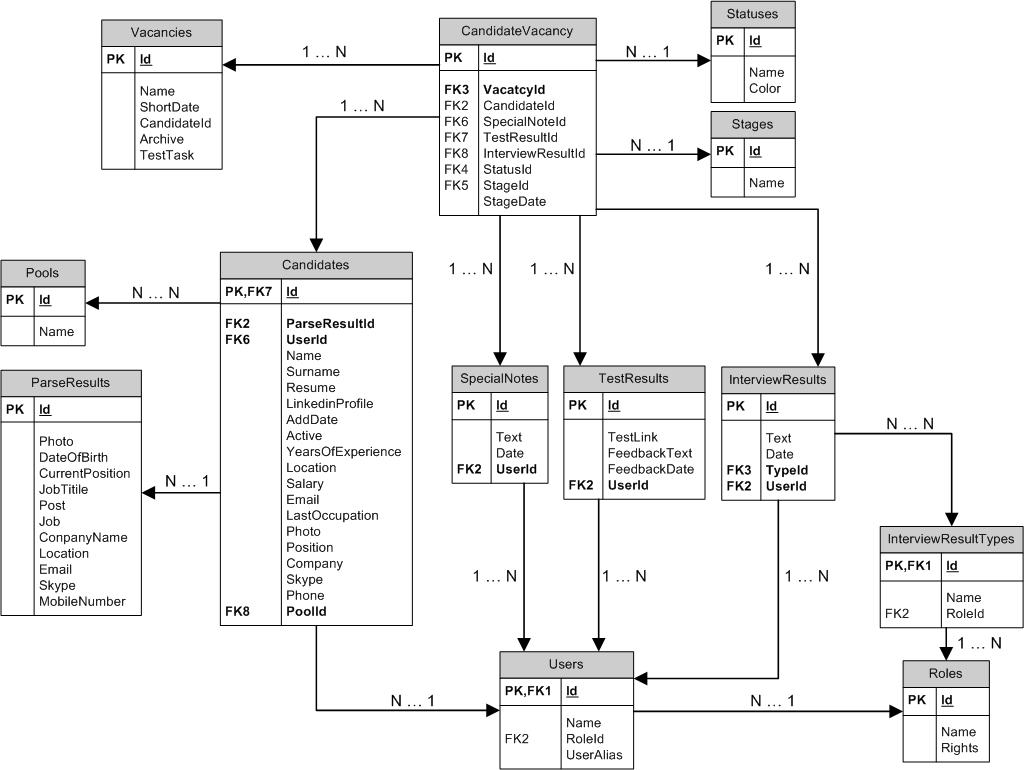 Vacancies
PK Id
Name
ShortDate
CandidateId
Archive
TestTask
1 ... N
CandidateVacancy
PK Id
FK3 VacatcyId
FK2 CandidateId
FK6 SpecialNoteId
FK7 TestResultId
FK8 InterviewResultId
FK4 StatusId
FK5 StageId
StageDate
N ... 1
Statuses
PK Id
Name
Color
N ... 1
Stages
PK Id
Name
1 ... N
Pools
PK Id
Name
N ... N
Candidates
PK,FK7 Id
FK2 ParseResultId
FK6 UserId
Name
Surname
Resume
LinkedinProfile
AddDate
Active
YearsOfExperience
Location
Salary
Email
LastOccupation
Photo
Position
Company
Skype
Phone
FK8 PoolId
ParseResults
PK Id
Photo
DateOfBirth
CurrentPosition
JobTitile
Post
Job
ConpanyName
Location
Email
Skype
MobileNumber
N ... 1
1 ... N
1 ... N
1 ... N
SpecialNotes
PK Id
Text
Date
FK2 UserId
TestResults
PK Id
TestLink
FeedbackText
FeedbackDate
FK2 UserId
InterviewResults
PK Id
Text
Date
FK3 TypeId
FK2 UserId
N ... N
InterviewResultTypes
PK,FK1 Id
Name
FK2 RoleId
1 ... N
1 ... N
1 ... N
1 ... N
N ... 1
Users
PK,FK1 Id
Name
FK2 RoleId
UserAlias
N ... 1
Roles
PK Id
Name
Rights